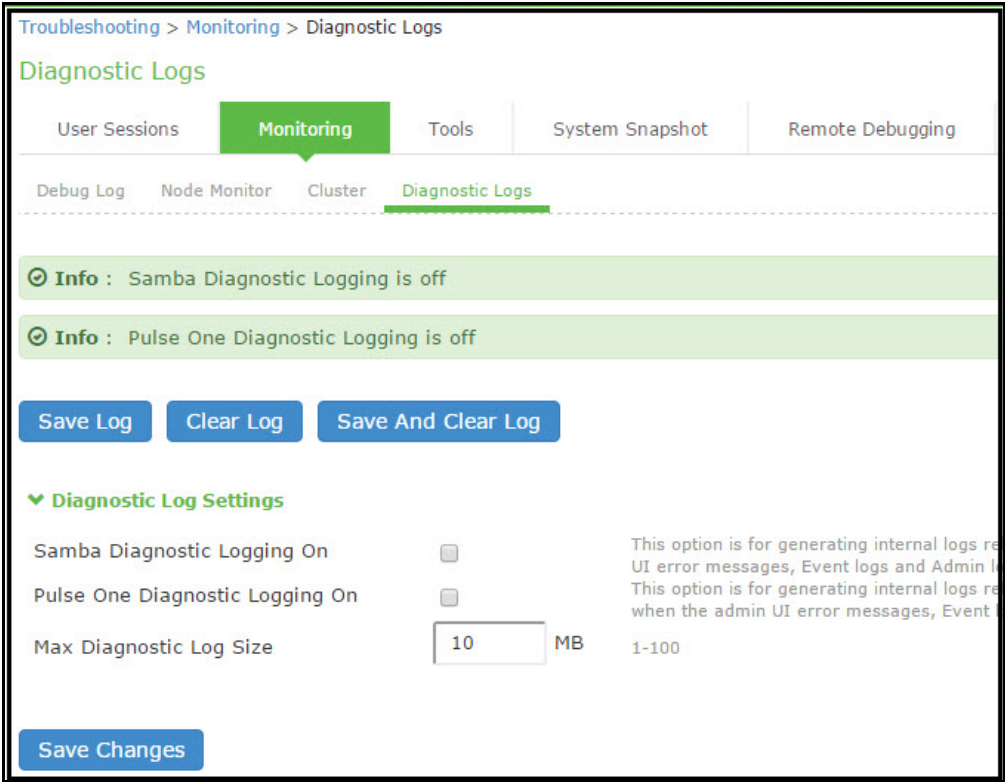 Troubleshooting > Monitoring > Diagnostic Logs
Diagnostic Logs
User Sessions Monitoring Tools System Snapshot Remote Debugging
Debug Log Node Monitor Cluster Diagnostic Logs
Info : Samba Diagnostic Logging is off
Info : Pulse One Diagnostic Logging is off
Save Log Clear Log Save And Clear Log
Diagnostic Log Settings
Samba Diagnostic Logging On
This option is for generating internal logs
UI error messages, Event logs and Admin
Pulse One Diagnostic Logging On
This option is for generating internal logs
when the admin UI error messages, Event
Max Diagnostic Log Size 10 MB 1-100
Save Changes